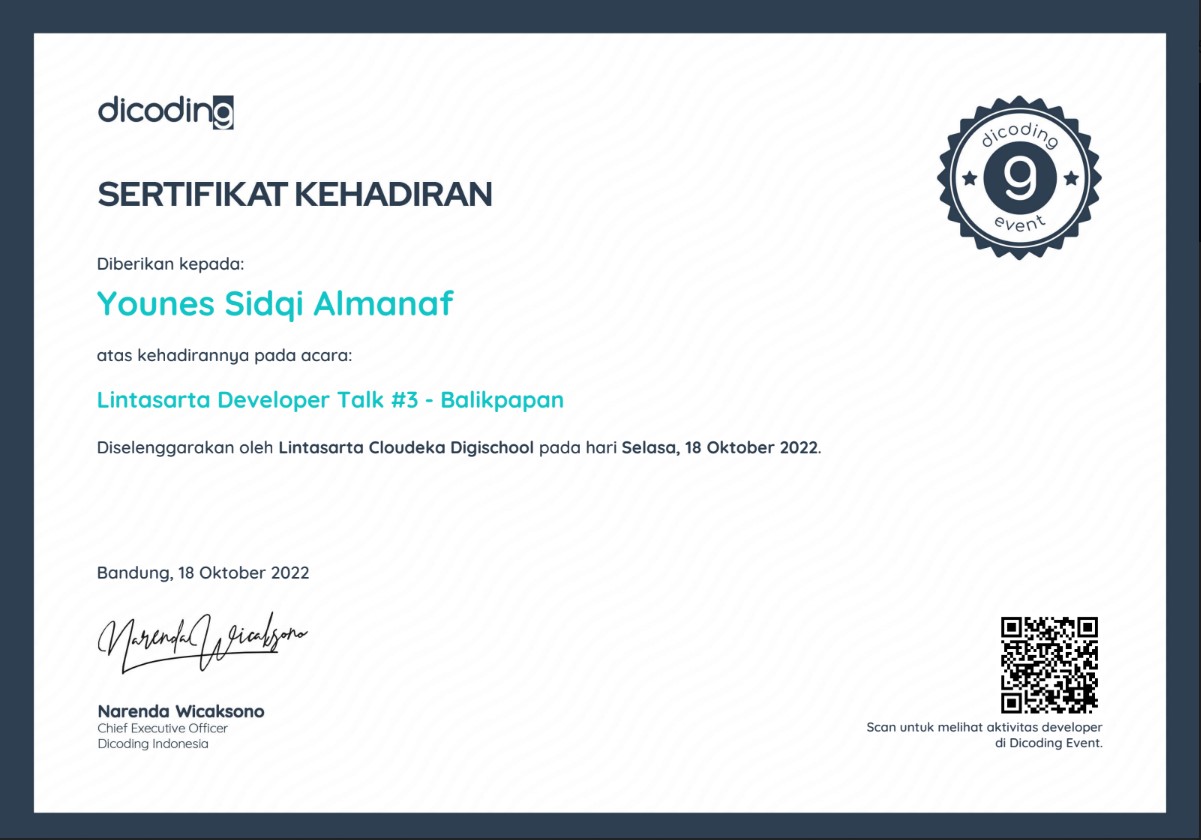 dicoding
SERTIFIKAT KEHADIRAN
dicoding
g
event
Diberikan kepada:
Younes Sidqi Almanaf
atas kehadirannya pada acara:
Lintasarta Developer Talk #3 - Balikpapan
Diselenggarakan oleh Lintasarta Cloudeka Digischool pada hari Selasa, 18 Oktober 2022.
Bandung, 18 Oktober 2022
Narenda Wicaksono
Narenda Wicaksono
Chief Executive Officer
Dicoding Indonesia
Scan untuk melihat aktivitas developer
di Dicoding Event.